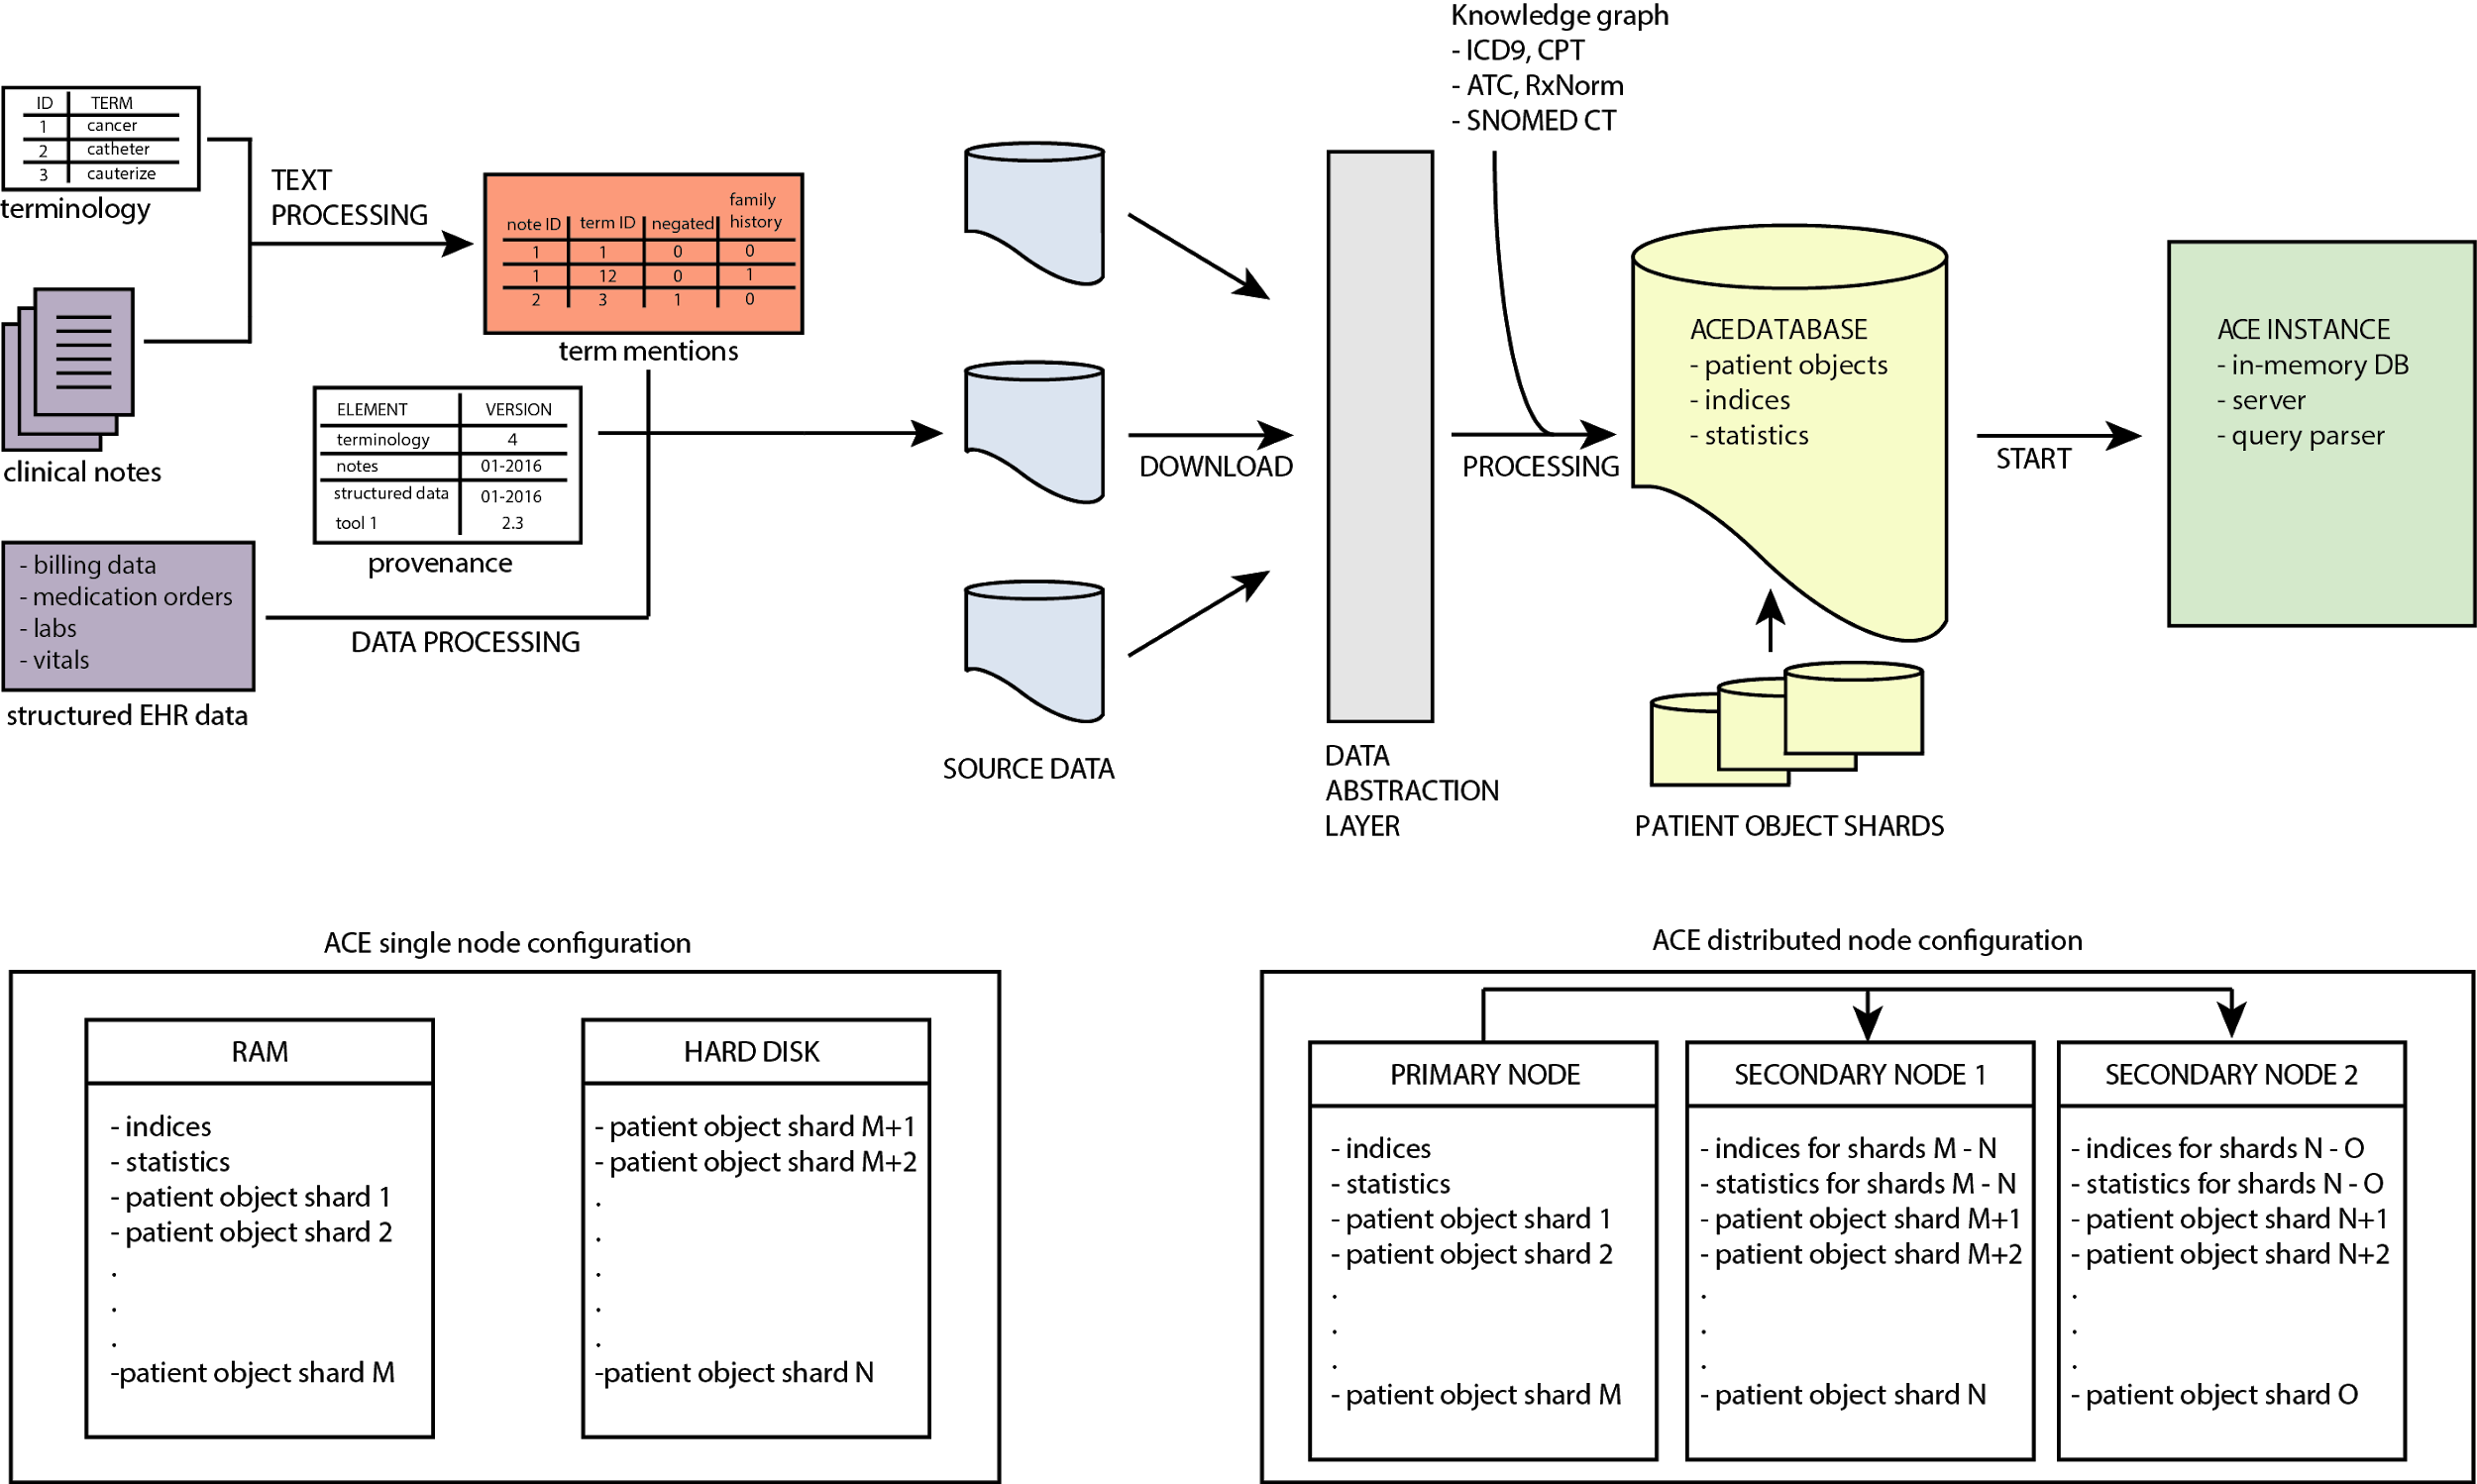 Knowledge graph
- ICD9, CPT
- ATC, RxNorm
- SNOMED CT
ID TERM
1 cancer
2 catheter
3 cauterize
terminology
TEXT
PROCESSING
clinical notes
- billing data
- medication orders
- labs
- vitals
structured EHR data
DATA PROCESSING
family
note ID term ID negated history
1 1 0 0
1 12 0 1
2 3 1 0
term mentions
ELEMENT VERSION
terminology 4
notes 01-2016
structured data 01-2016
tool 1 2.3
provenance
SOURCE DATA
DOWNLOAD
DATA
ABSTRACTION
LAYER
PROCESSING
ACEDATABASE
- patient objects
- indices
- statistics
PATIENT OBJECT SHARDS
START
ACE INSTANCE
- in-memory DB
- server
- query parser
ACE single node configuration
RAM
- indices
- statistics
- patient object shard 1
- patient object shard 2
.
.
.
-patient object shard M
HARD DISK
- patient object shard M+1
- patient object shard M+2
.
.
.
.
.
-patient object shard N
ACE distributed node configuration
PRIMARY NODE
- indices
- statistics
- patient object shard 1
- patient object shard 2
.
.
.
- patient object shard M
SECONDARY NODE 1
- indices for shards M - N
- statistics for shards M - N
- patient object shard M+1
- patient object shard M+2
.
.
.
- patient object shard N
SECONDARY NODE 2
- indices for shards N - O
- statistics for shards N - O
- patient object shard N+1
- patient object shard N+2
.
.
.
- patient object shard O